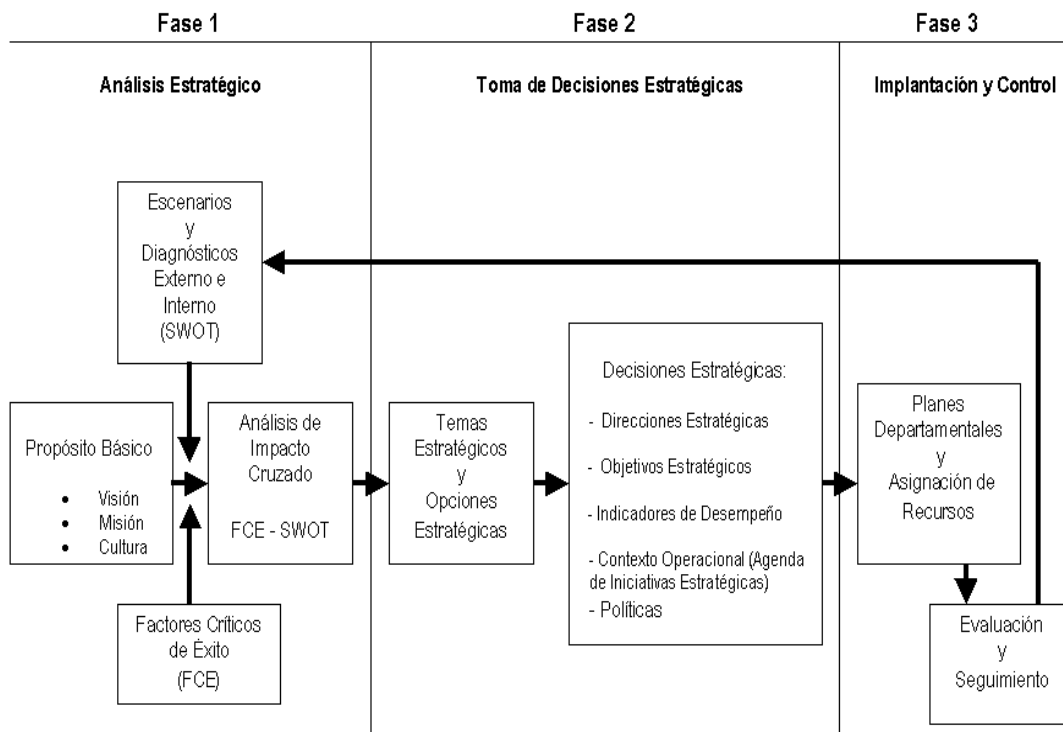 Fase 1
Fase 2
Fase 3
Análisis Estratégico
Toma de Decisiones Estratégicas
Implantación y Control
Escenarios
y
Diagnósticos
Externo e
Interno
(SWOT)
Propósito Básico
• Visión
• Misión
• Cultura
Análisis de
Impacto
Cruzado
FCE - SWOT
Factores Críticos
de Éxito
(FCE)
Temas
Estratégicos
y
Opciones
Estratégicas
Decisiones Estratégicas:
- Direcciones Estratégicas
- Objetivos Estratégicos
- Indicadores de Desempeño
- Contexto Operacional (Agenda
de Iniciativas Estratégicas)
- Políticas
Planes
Departamentales
y
Asignación de
Recursos
Evaluación
y
Seguimiento